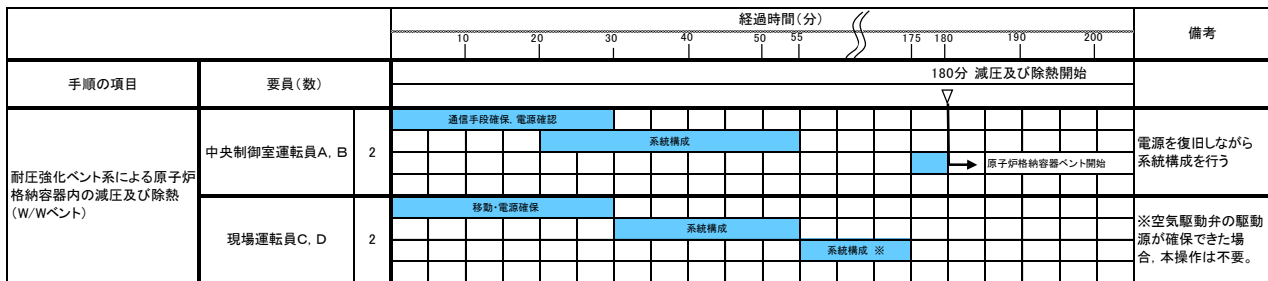 経過時間(分)
備考
10 20 30 40 50 55 175 180 190 200
手順の項目
要員(数)
180分 減圧及び除熱開始
耐圧強化ベント系による原子炉
格納容器内の減圧及び除熱
(W/Wベント)
中央制御室運転員A, B
2
通信手段確保, 電源確認
系統構成
原子炉格納容器ベント開始
電源を復旧しながら
系統構成を行う
現場運転員C, D
2
移動・電源確保
系統構成
系統構成 ※
※空気駆動弁の駆動
源が確保できた場
合, 本操作は不要。